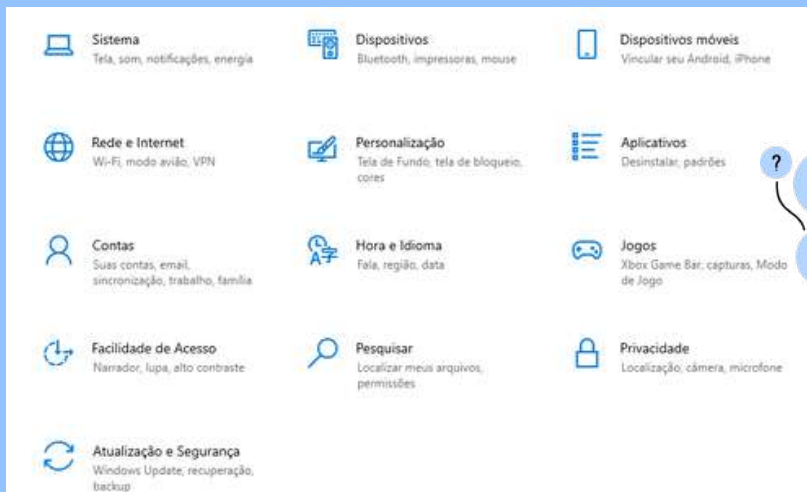 Sistema
Tela, som, notificações, energia
Dispositivos
Bluetooth, impressoras, mouse
Dispositivos móveis
Vincular seu Android, iPhone
Rede e Internet
Wi-Fi, modo avião, VPN
Personalização
Tela de Fundo, tela de bloqueio,
cores
Aplicativos
Desinstalar, padrões
?
Contas
Suas contas, email,
sincronização, trabalho, família
Hora e Idioma
Fala, região, data
Jogos
Xbox Game Bar, capturas, Modo
de Jogo
Facilidade de Acesso
Narrador, lupa, alto contraste
Pesquisar
Localizar meus arquivos,
permissões
Privacidade
Localização, câmera, microfone
Atualização e Segurança
Windows Update, recuperação,
backup